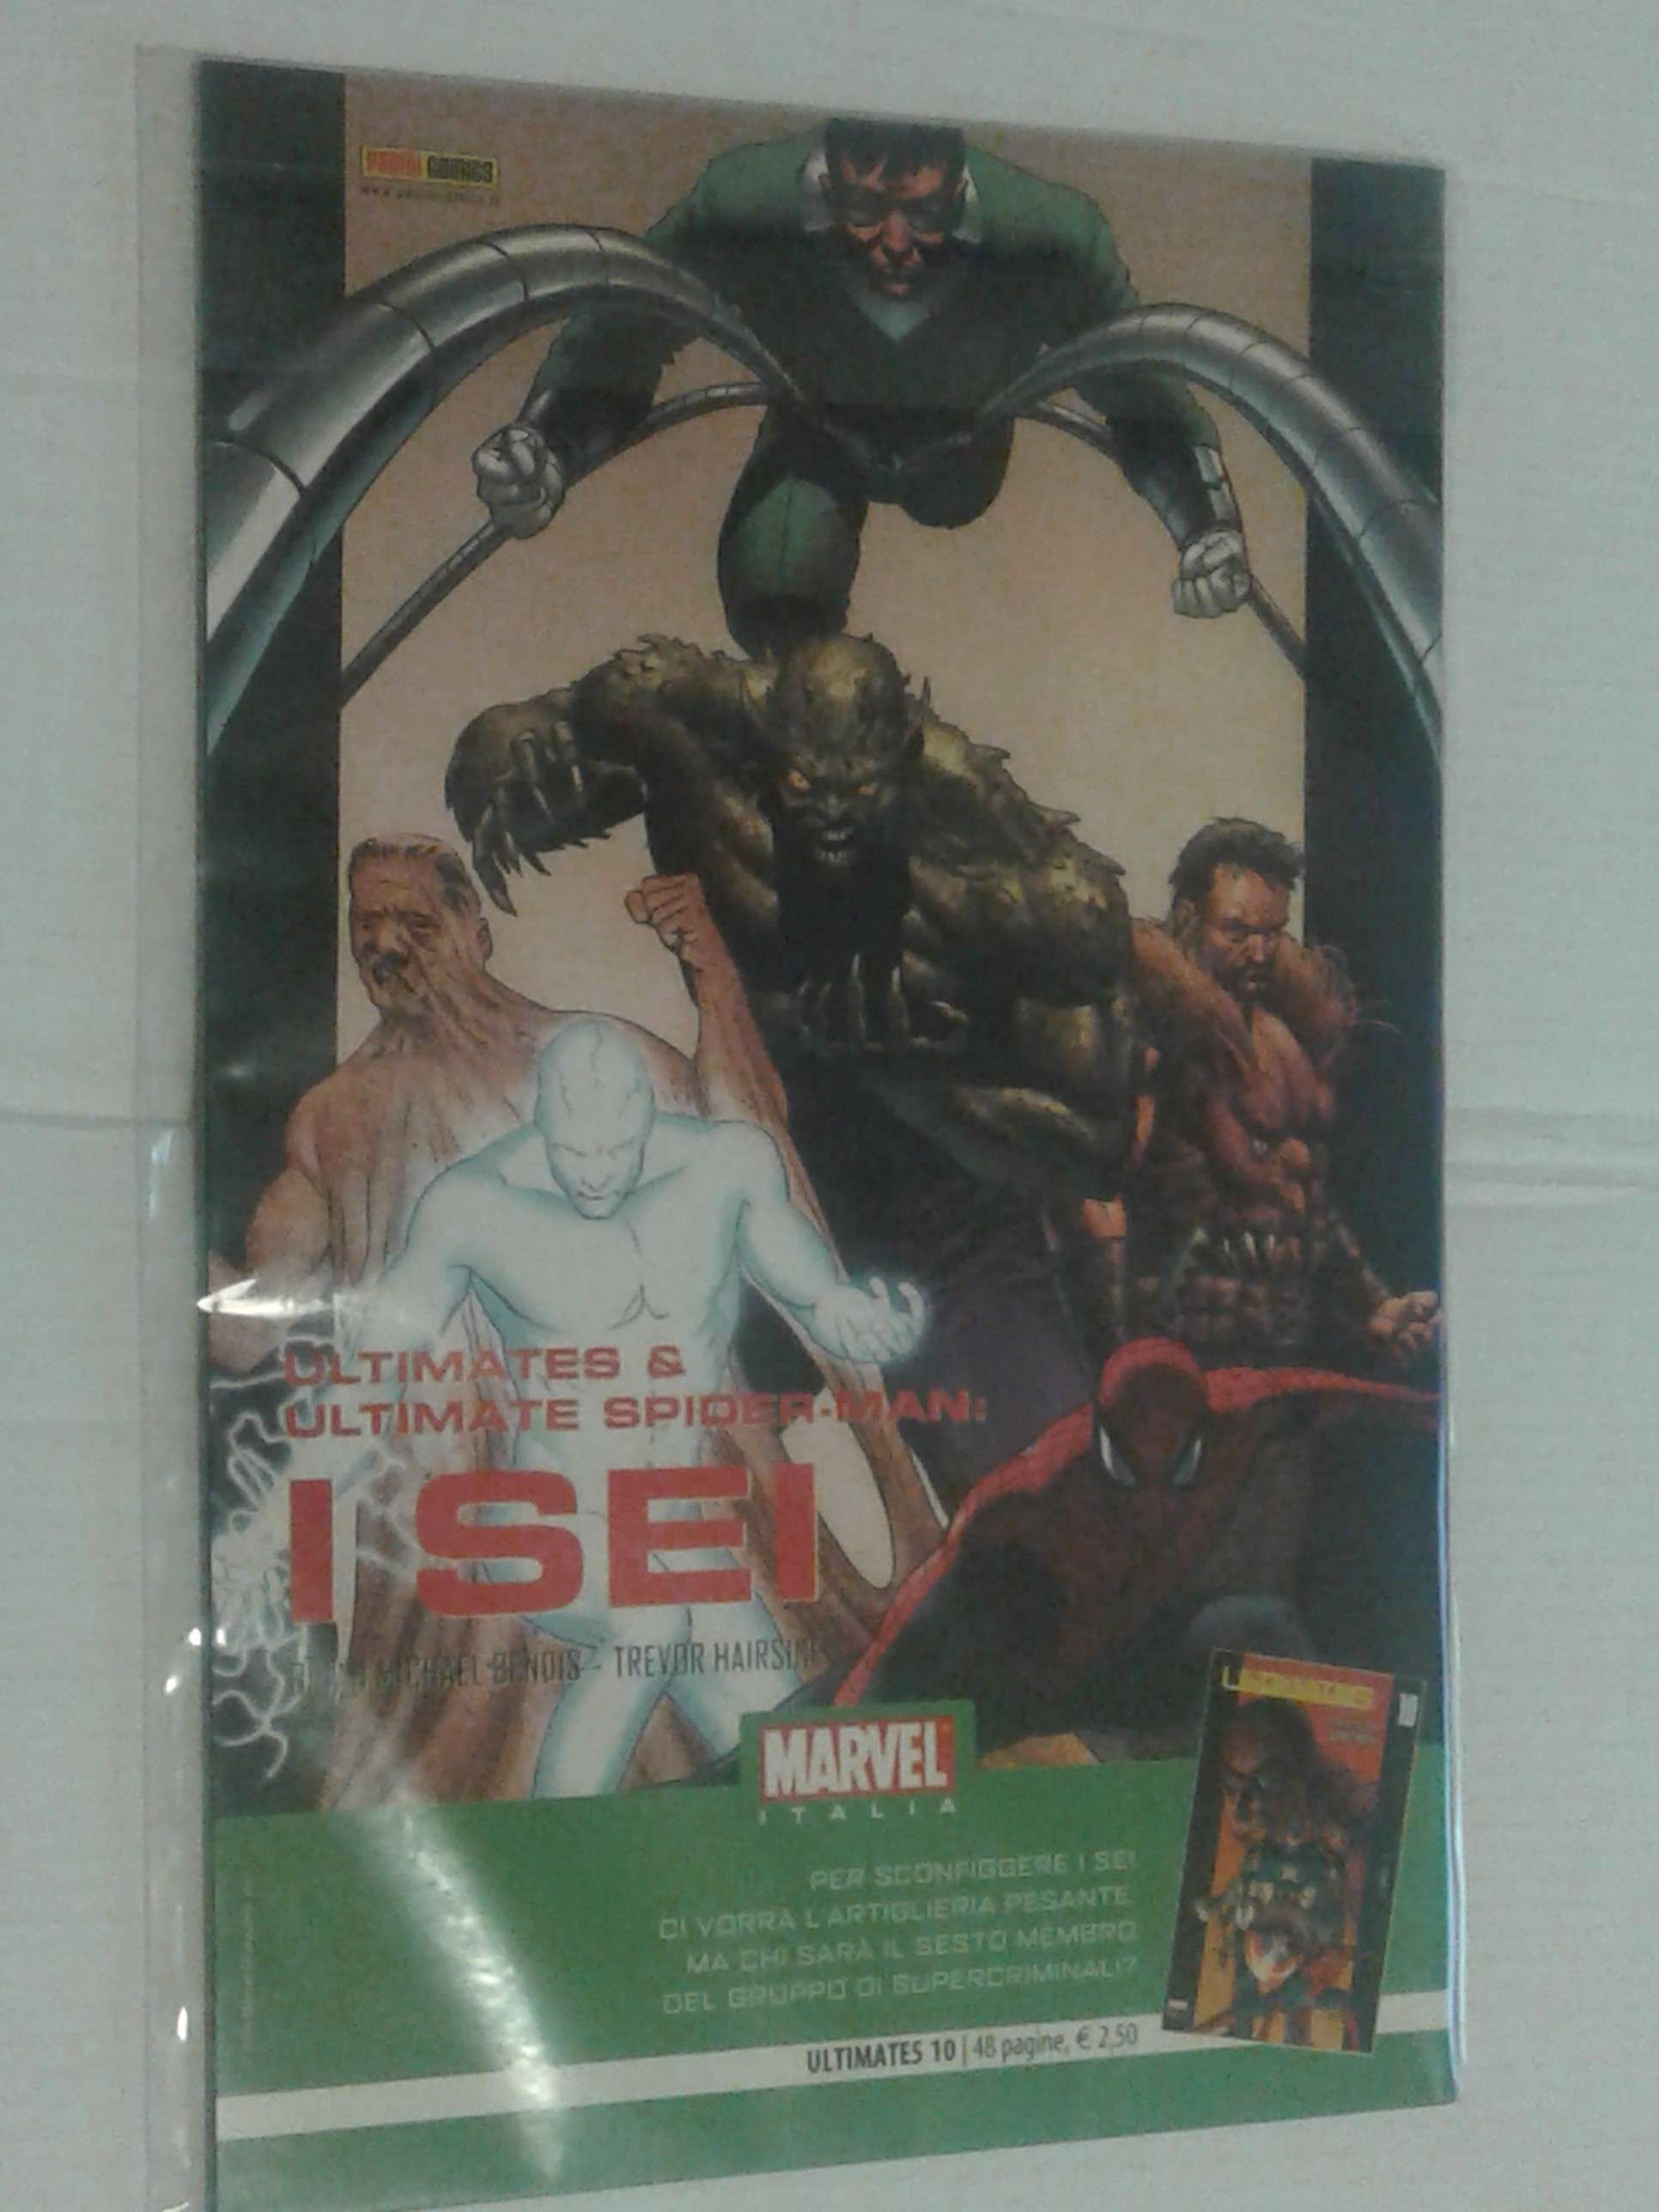 PANINI COMICS
ULTIMATES &
ULTIMATE SPIDER-MAN:
I SEI
MICHAEL BENDIS - TREVOR HAIRSINE
MARVEL
ITALIA
PER SCONFIGGERE I SEI
CI VORRÀ L'ARTIGLIERIA PESANTE
MA CHI SARÀ IL SESTO MEMBRO
DEL GRUPPO DI SUPERCRIMINALI?
ULTIMATES 10 | 48 pagine, € 2,50